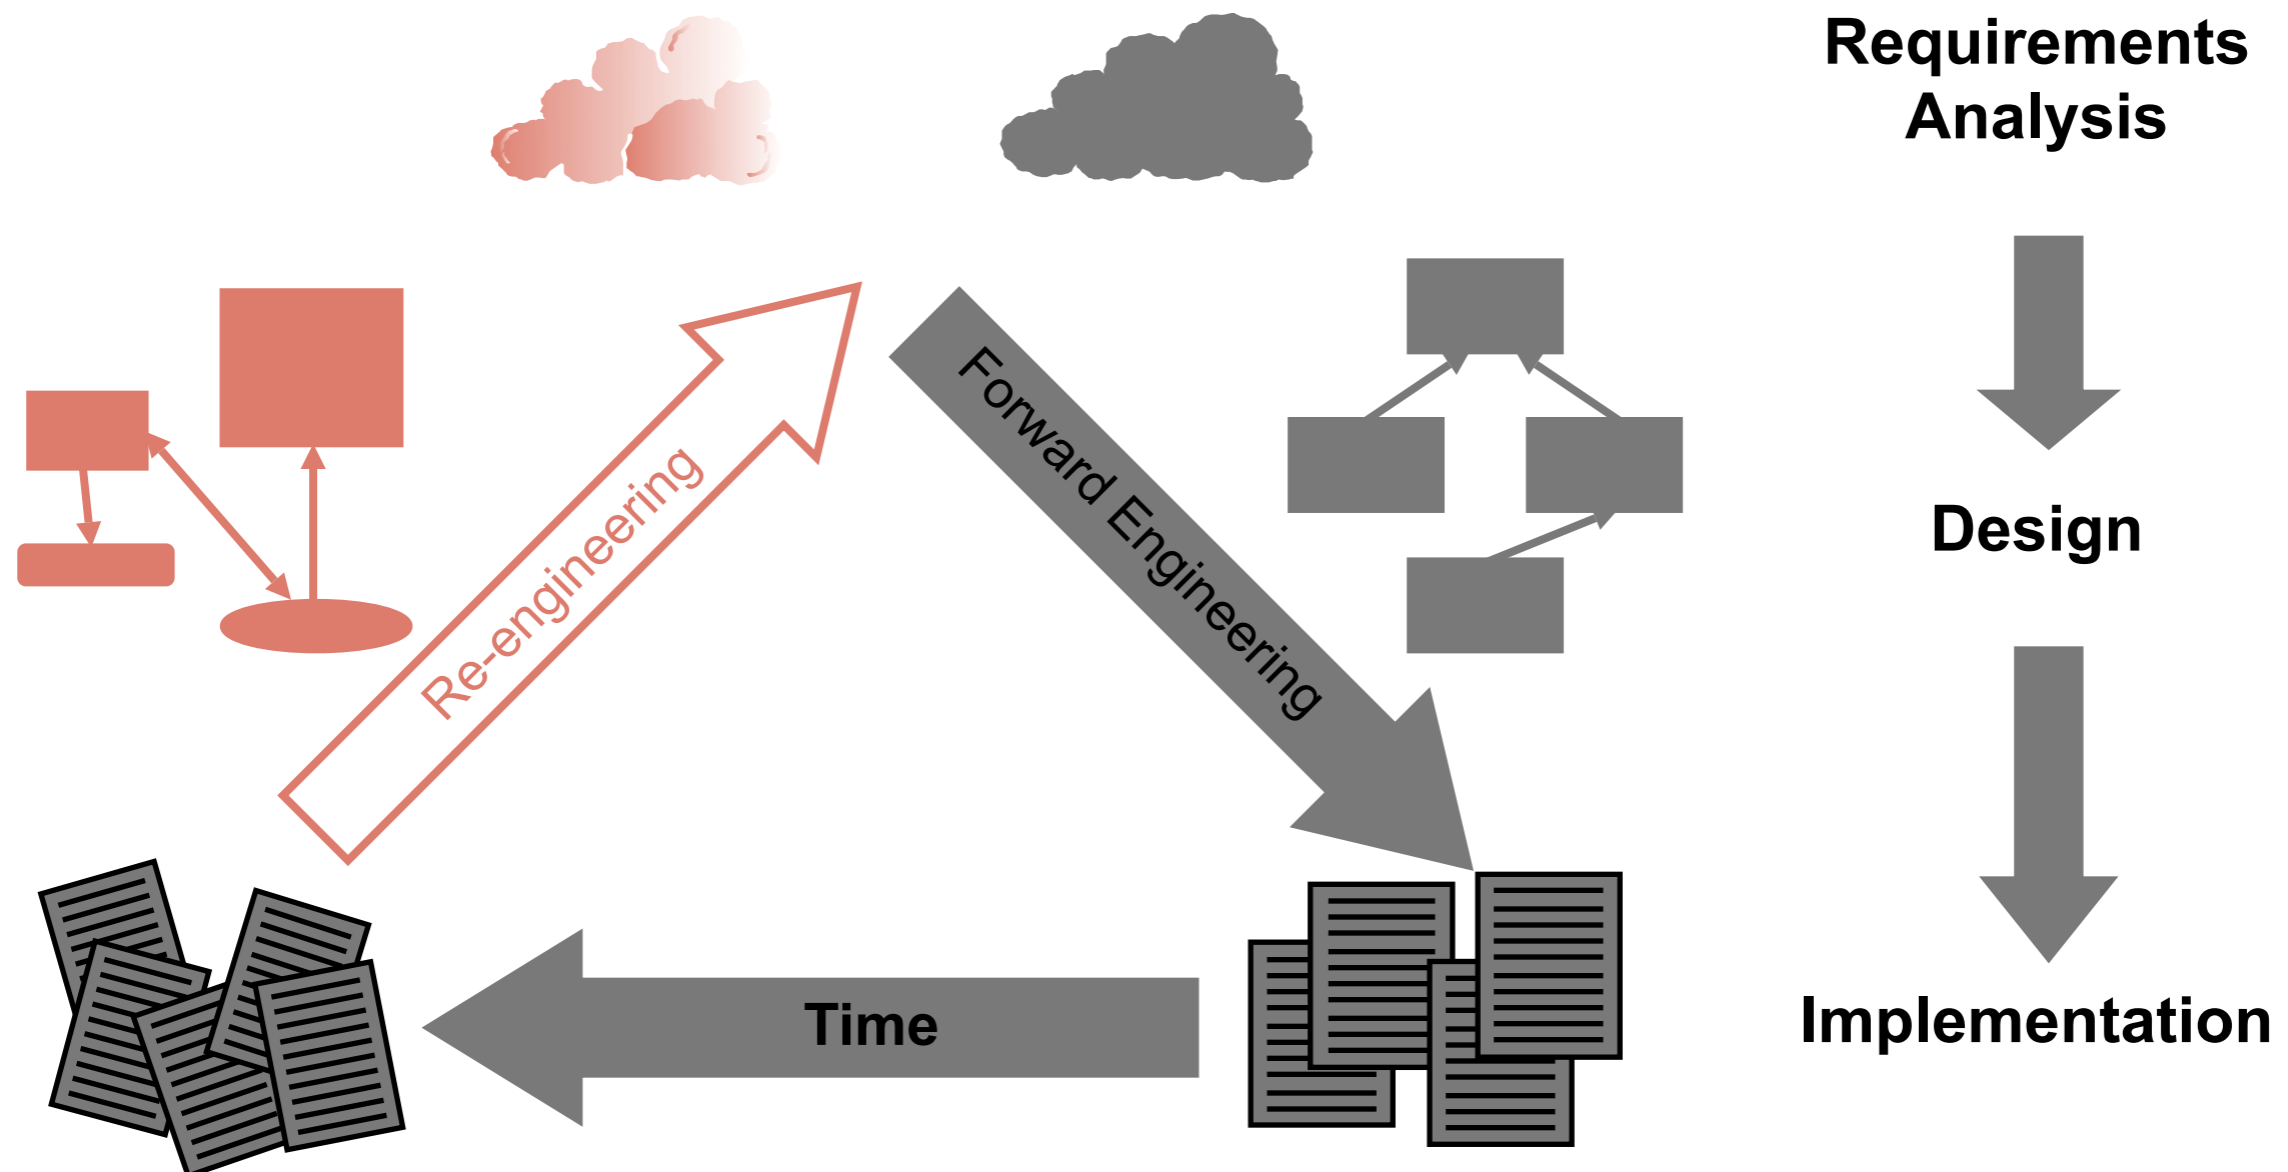 Requirements
Analysis
Re-engineering
Forward Engineering
Design
Time
Implementation